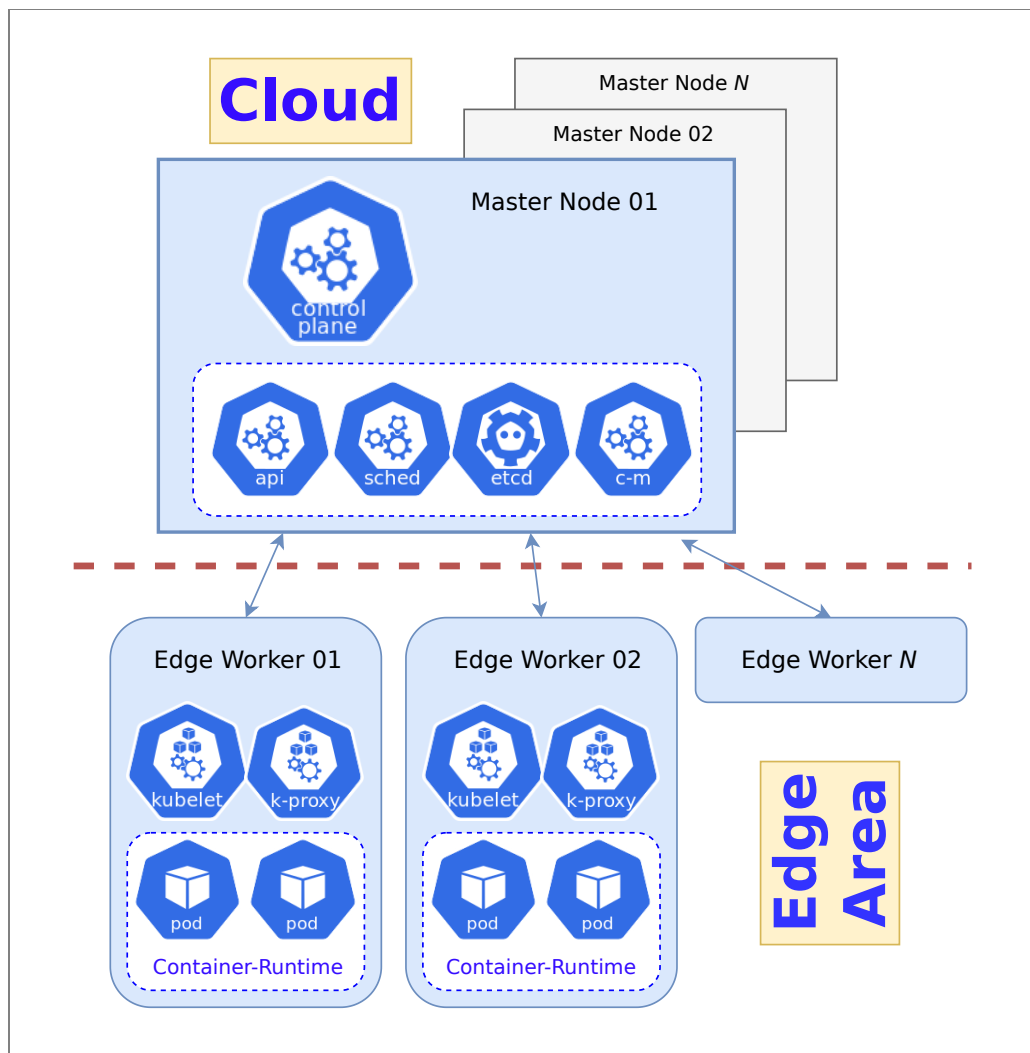 Cloud
Master Node N
Master Node 02
Master Node 01
control
plane
api
sched
etcd
c-m
Edge Worker 01
Edge Worker 02
Edge Worker N
kubelet
k-proxy
kubelet
k-proxy
pod
pod
pod
pod
Container-Runtime
Container-Runtime
Edge
Area